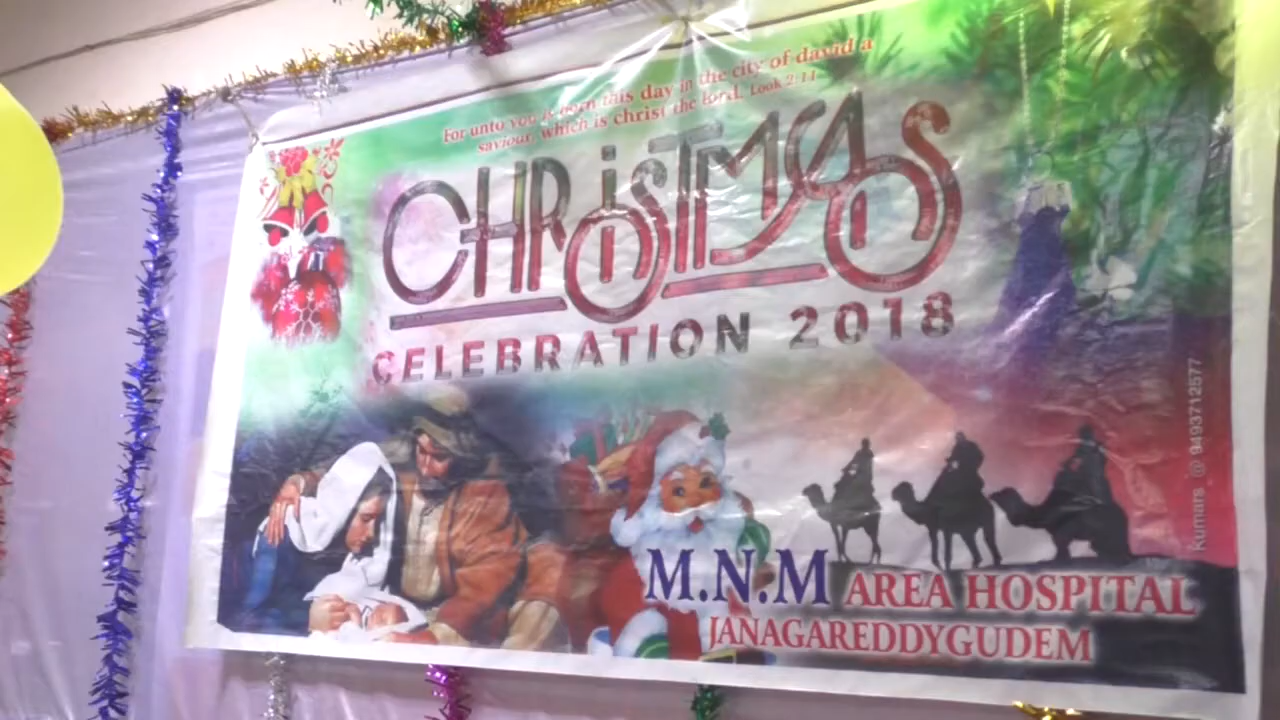 For unto you is born this day in the city of david a
saviour, which is christ the lord. Look 2:11
CHRiSTMAS
CELEBRATION 2018
M.N.M AREA HOSPITAL
JANAGAREDDYGUDEM
kumars @ 9493712577